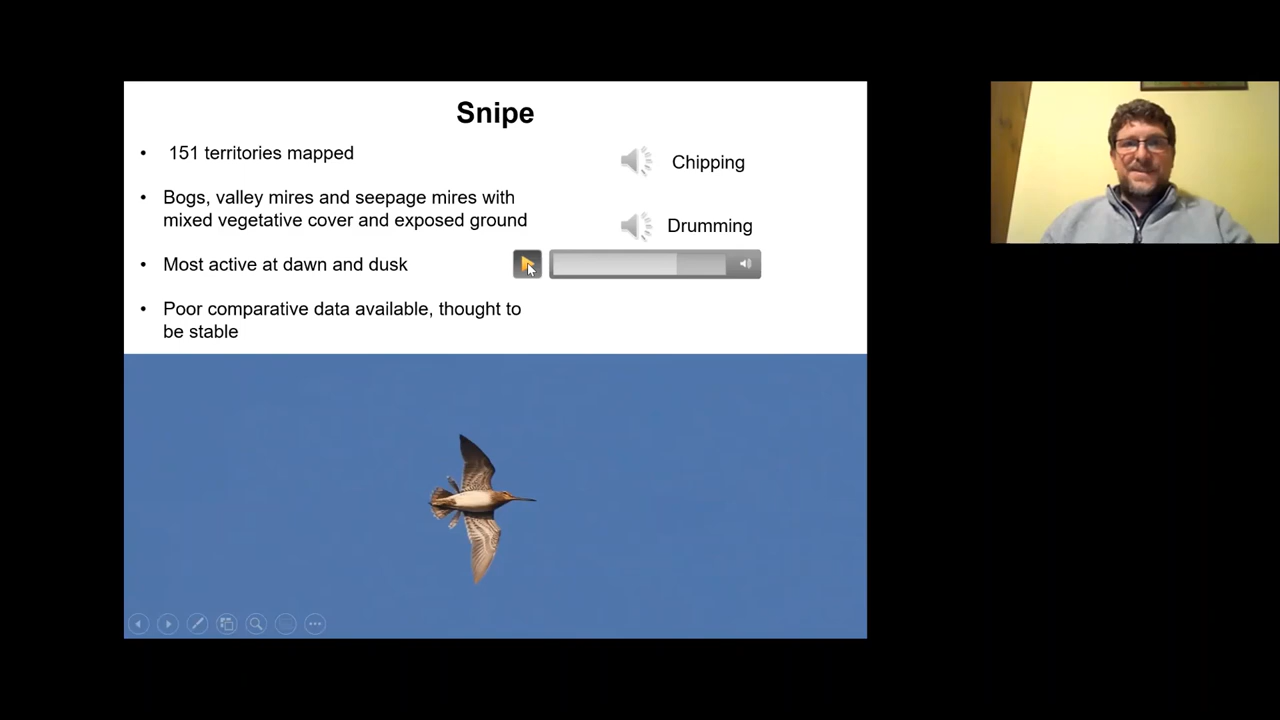 Snipe
• 151 territories mapped
• Bogs, valley mires and seepage mires with
mixed vegetative cover and exposed ground
• Most active at dawn and dusk
• Poor comparative data available, thought to
be stable
Chipping
Drumming